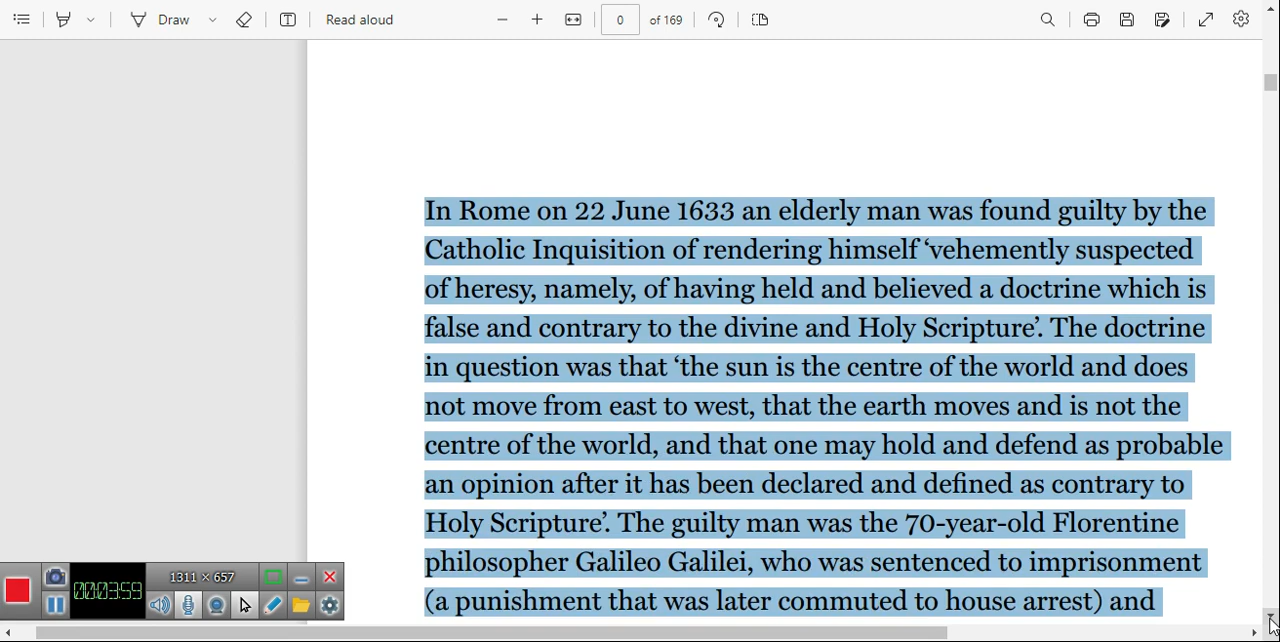 Draw
Read aloud
0
of 169
In Rome on 22 June 1633 an elderly man was found guilty by the
Catholic Inquisition of rendering himself ‘vehemently suspected
of heresy, namely, of having held and believed a doctrine which is
false and contrary to the divine and Holy Scripture’. The doctrine
in question was that ‘the sun is the centre of the world and does
not move from east to west, that the earth moves and is not the
centre of the world, and that one may hold and defend as probable
an opinion after it has been declared and defined as contrary to
Holy Scripture’. The guilty man was the 70-year-old Florentine
philosopher Galileo Galilei, who was sentenced to imprisonment
(a punishment that was later commuted to house arrest) and
1311 × 657
00:03:59